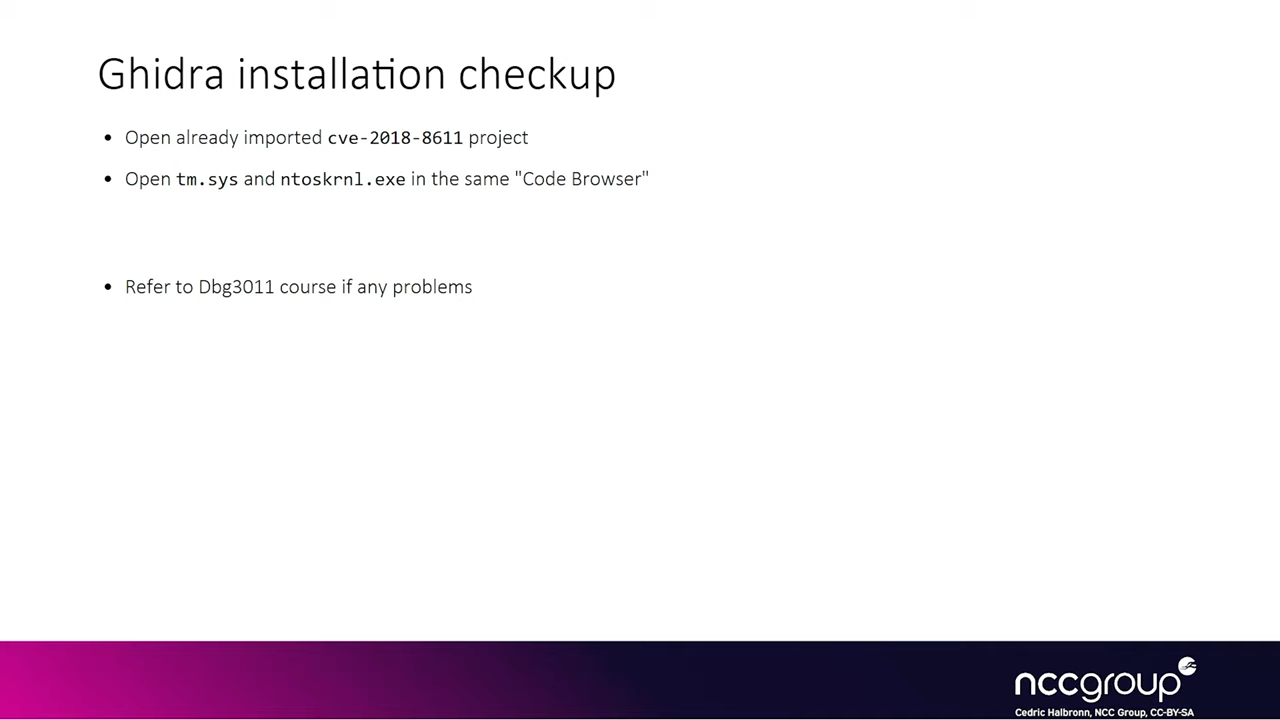 Ghidra installation checkup
• Open already imported cve-2018-8611 project
• Open tm.sys and ntoskrnl.exe in the same "Code Browser"
• Refer to Dbg3011 course if any problems
nccgroup
Cedric Halbronn, NCC Group, CC-BY-SA